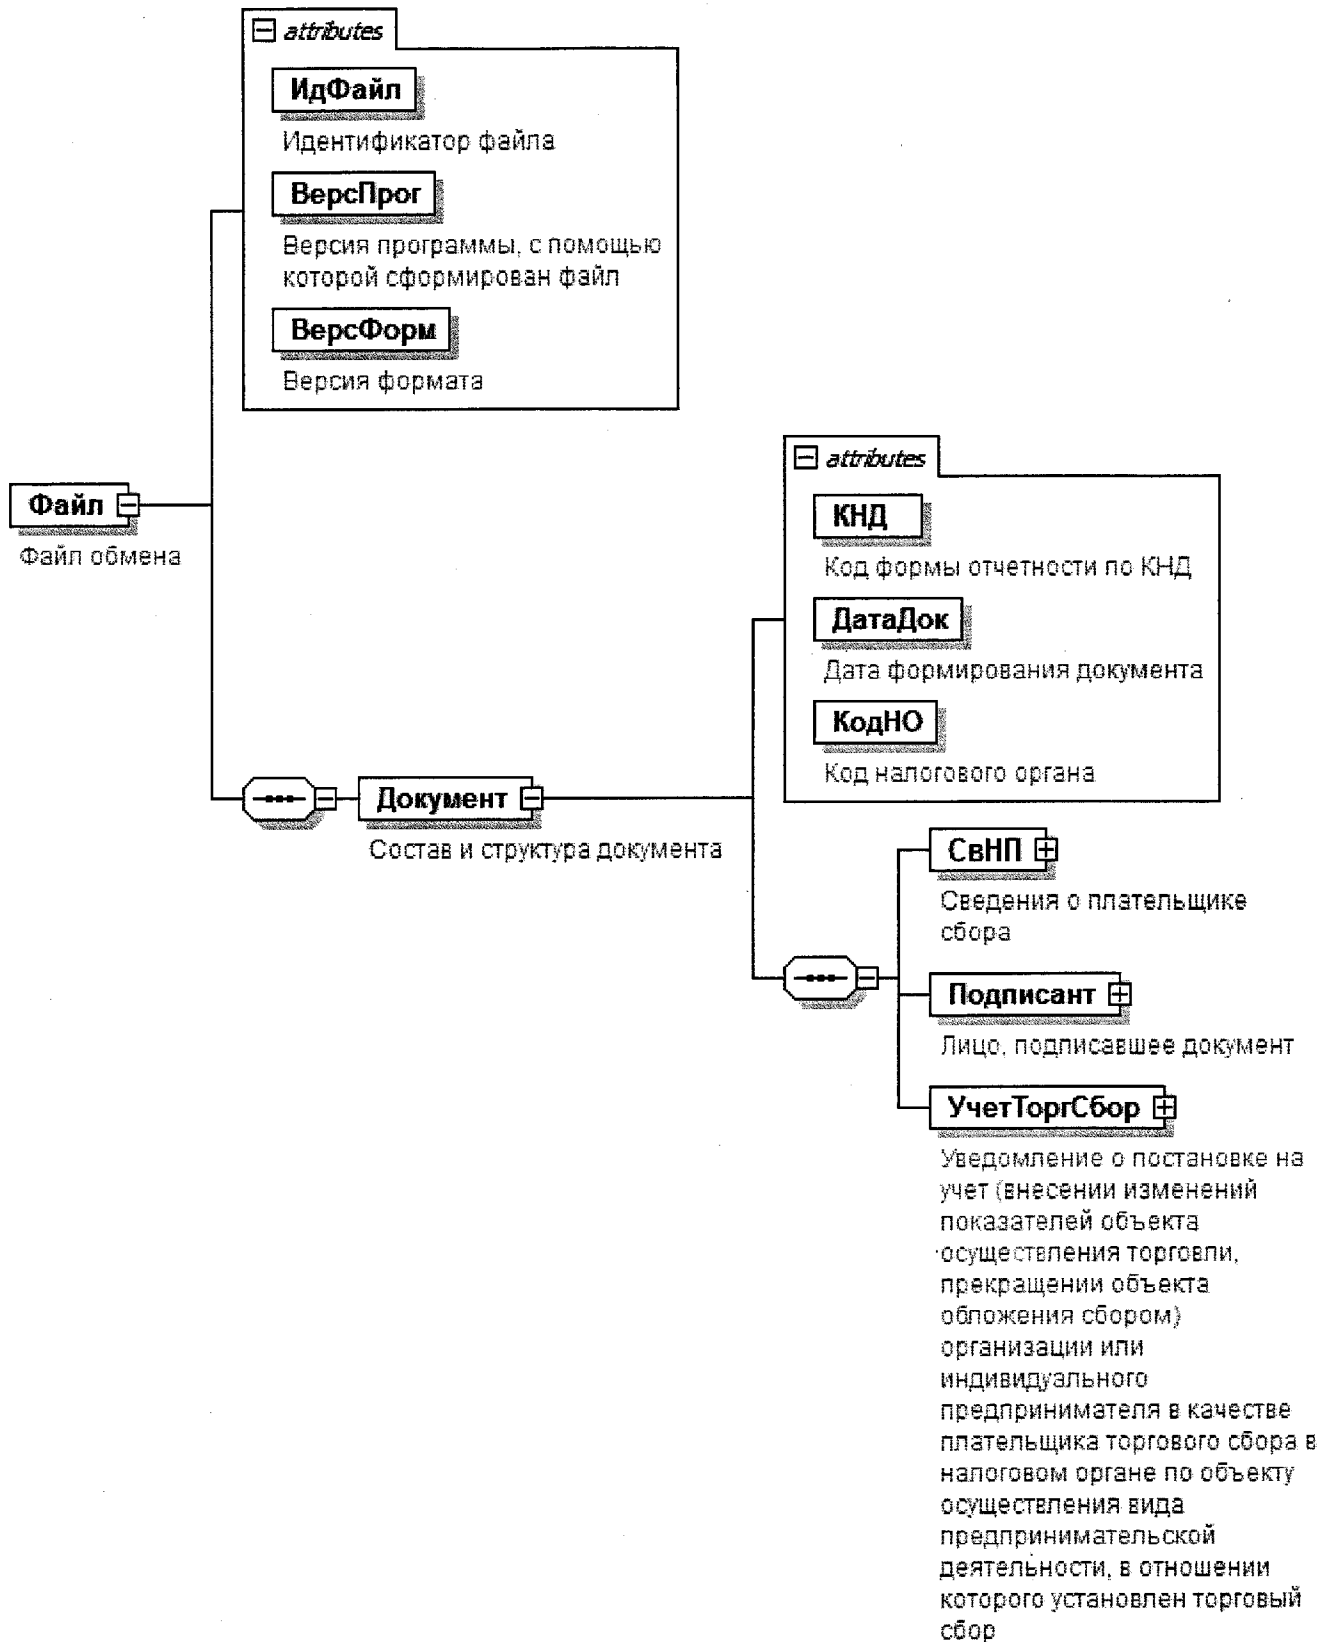 attributes
ИдФайл
Идентификатор файла
ВерсПрог
Версия программы, с помощью
которой сформирован файл
ВерсФорм
Версия формата
Файл
Файл обмена
attributes
КНД
Код формы отчетности по КНД
ДатаДок
Дата формирования документа
КодНО
Код налогового органа
Документ
Состав и структура документа
СвНП
Сведения о плательщике
сбора
Подписант
Лицо, подписавшее документ
УчетТоргСбор
Уведомление о постановке на
учет (внесении изменений
показателей объекта
осуществления торговли,
прекращении объекта
обложения сбором)
организации или
индивидуального
предпринимателя в качестве
плательщика торгового сбора в
налоговом органе по объекту
осуществления вида
предпринимательской
деятельности, в отношении
которого установлен торговый
сбор